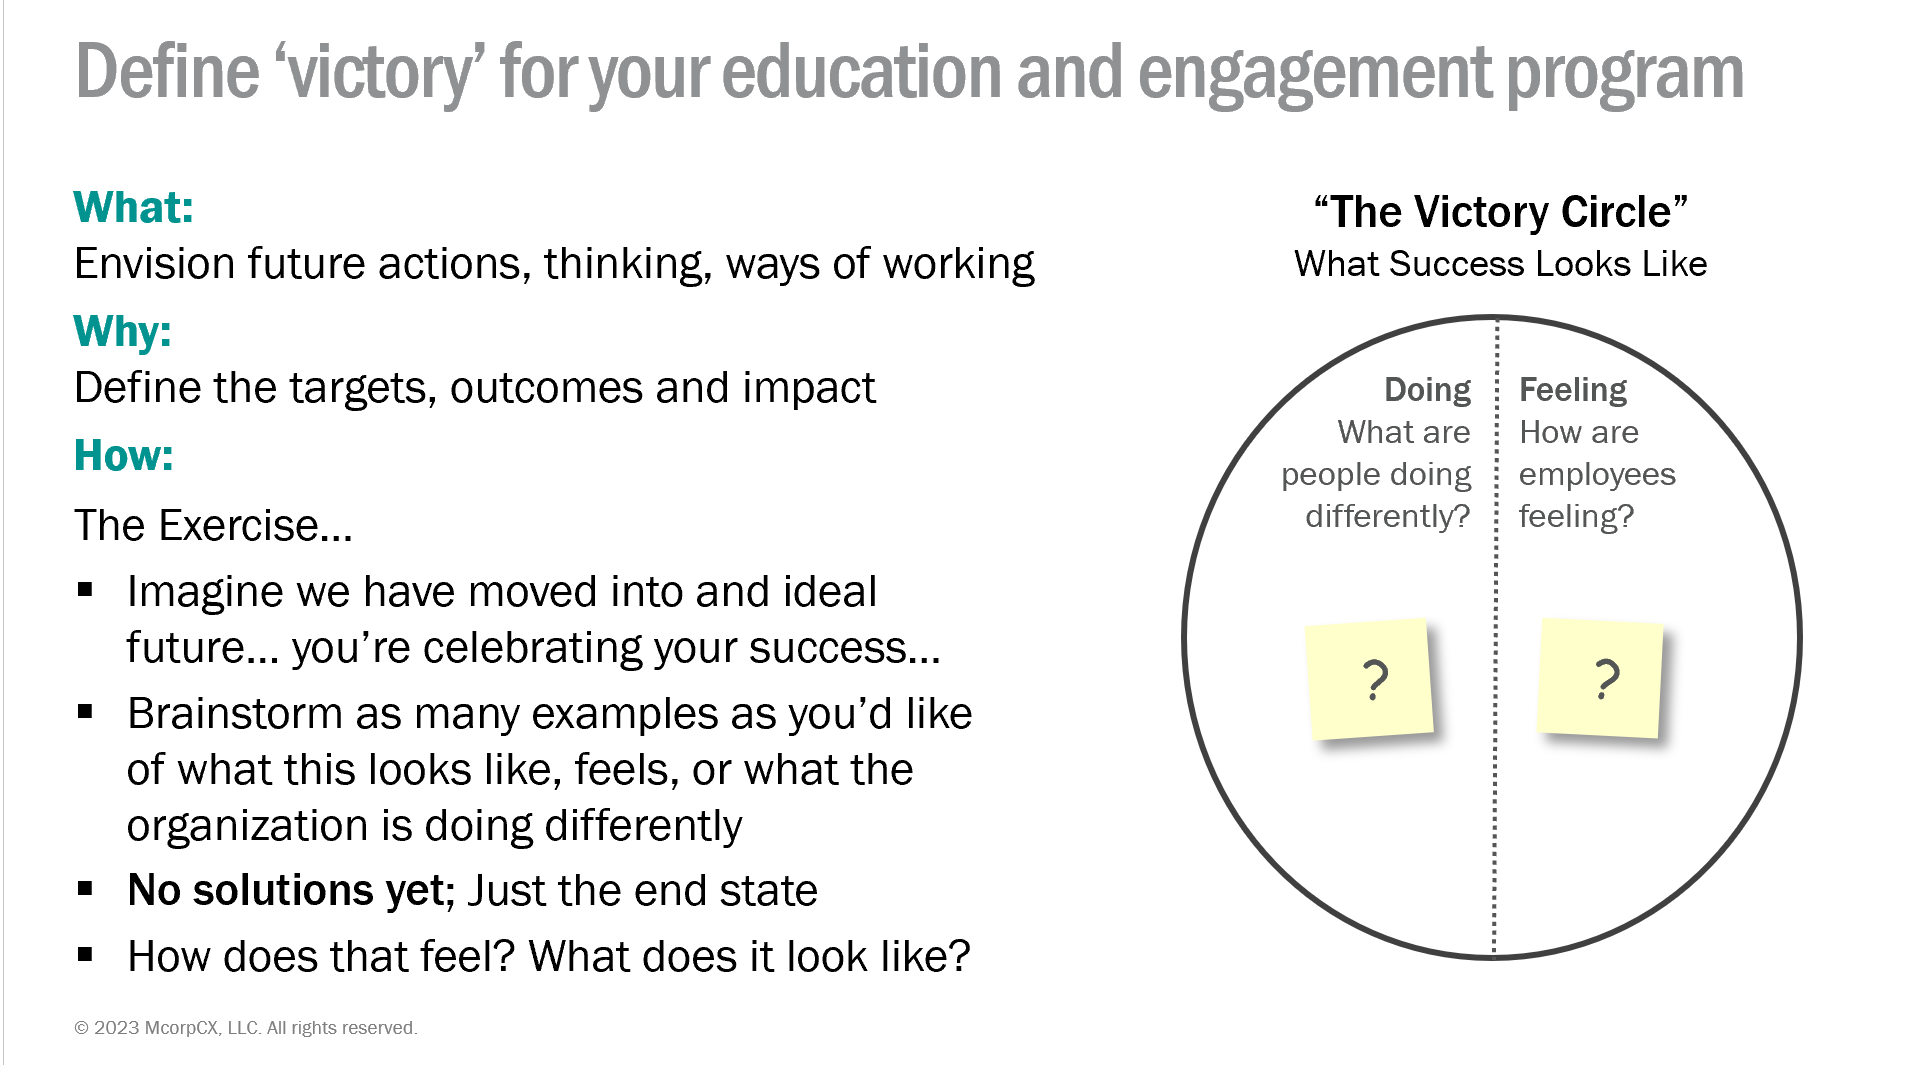 Define ‘victory’ for your education and engagement program
What:
Envision future actions, thinking, ways of working
Why:
Define the targets, outcomes and impact
How:
The Exercise...
▪ Imagine we have moved into and ideal
future... you’re celebrating your success...
▪ Brainstorm as many examples as you’d like
of what this looks like, feels, or what the
organization is doing differently
▪ No solutions yet; Just the end state
▪ How does that feel? What does it look like?
“The Victory Circle”
What Success Looks Like
Doing
What are
people doing
differently?
Feeling
How are
employees
feeling?
?
?
© 2023 McorpCX, LLC. All rights reserved.